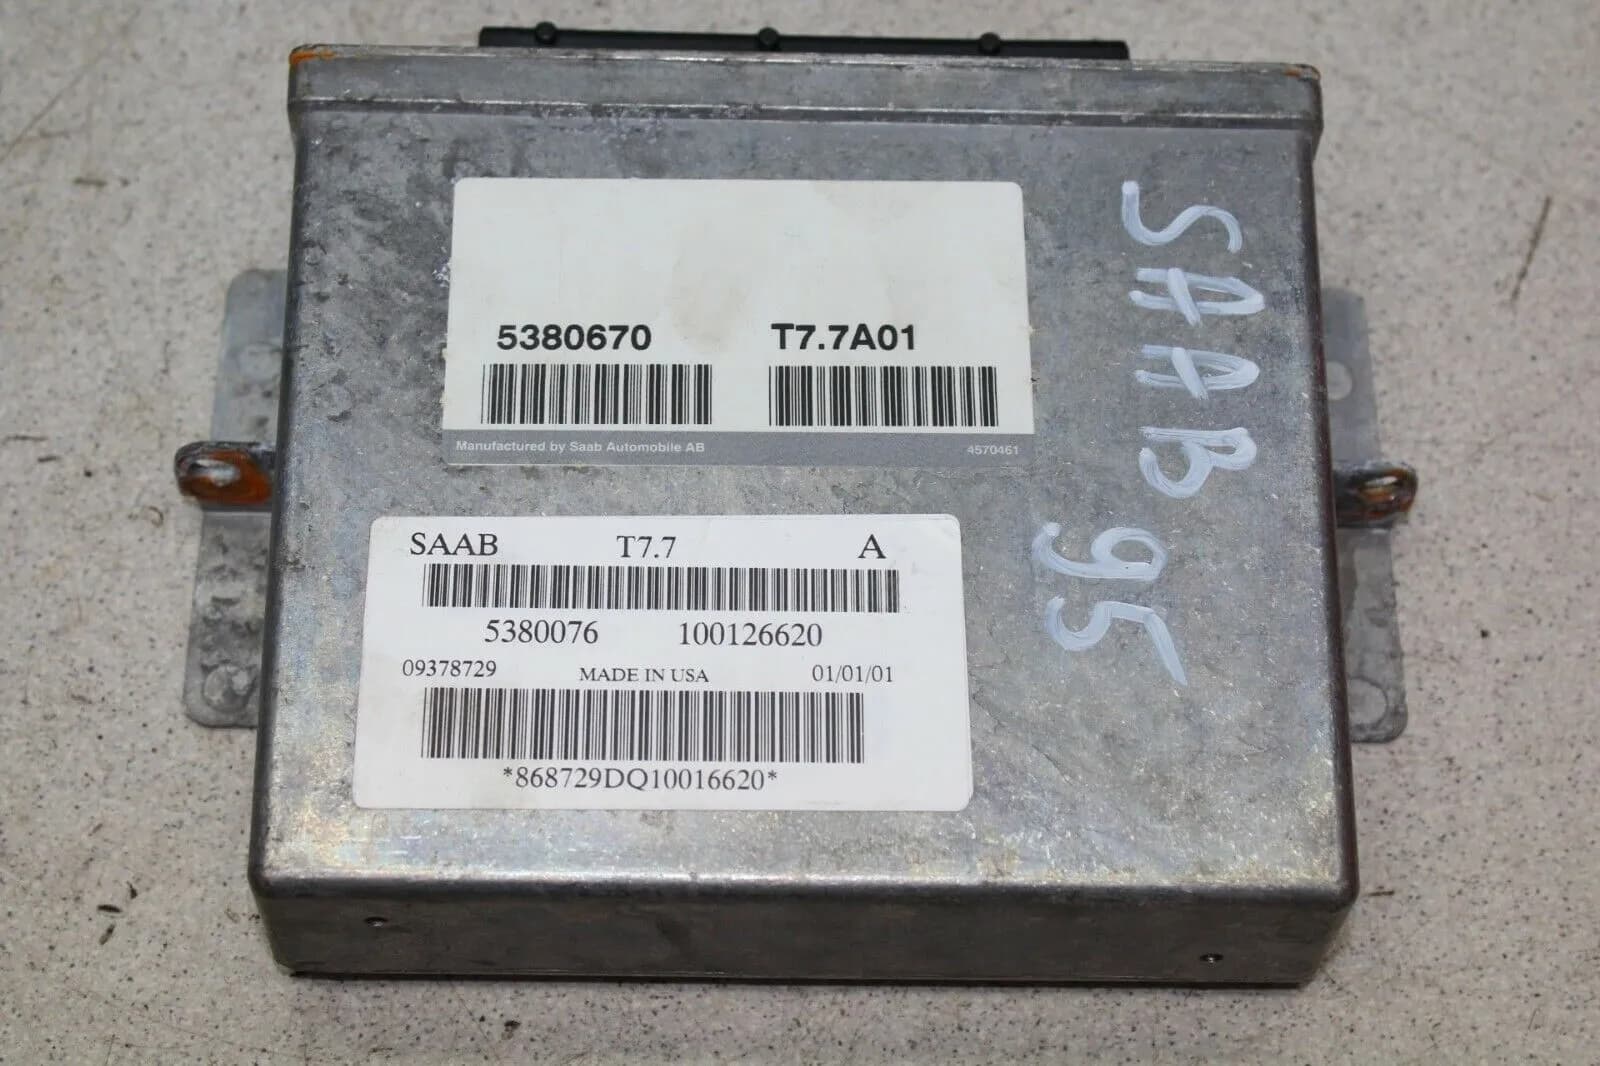 5380670 T7.7A01
Manufactured by Saab Automobile AB 4570461
SAAB T7.7 A
5380076 100126620
09378729 MADE IN USA 01/01/01
*868729DQ10016620*
SAAB
95